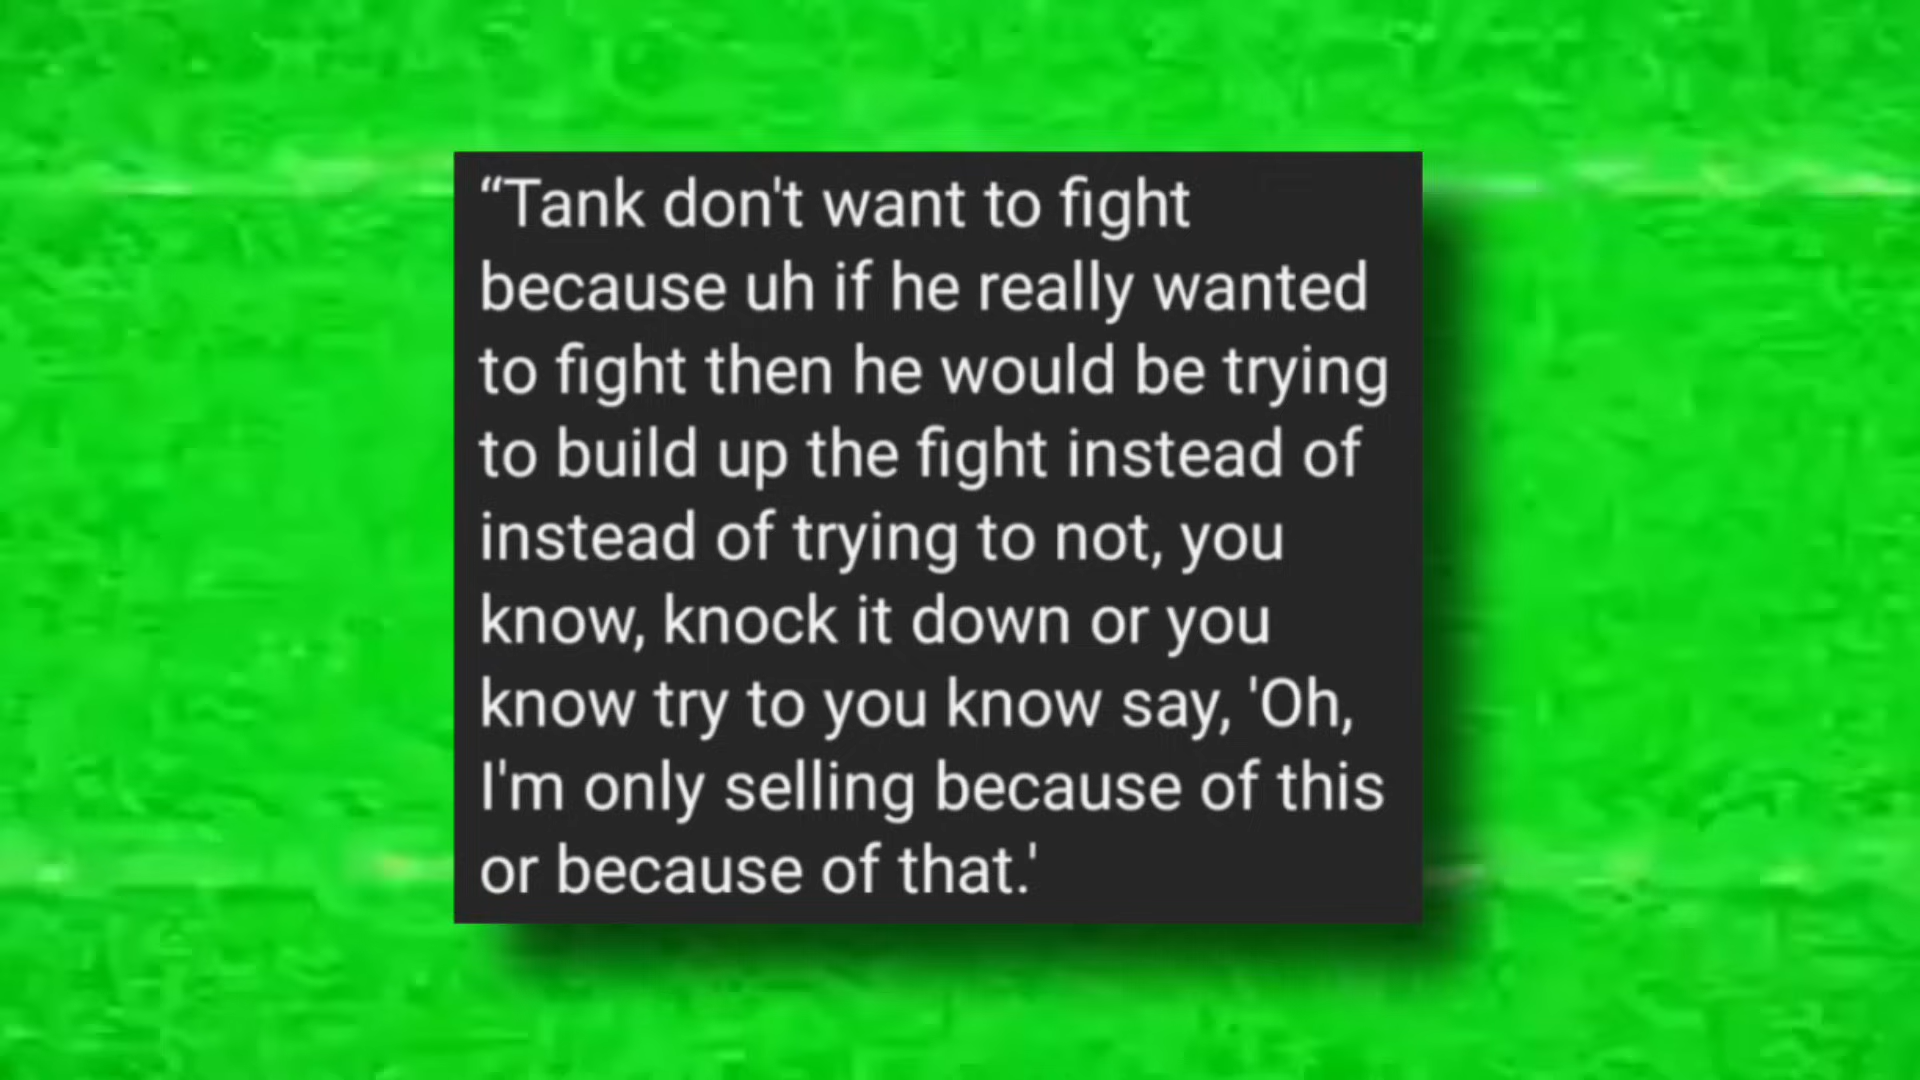 “Tank don't want to fight
because uh if he really wanted
to fight then he would be trying
to build up the fight instead of
instead of trying to not, you
know, knock it down or you
know try to you know say, 'Oh,
I'm only selling because of this
or because of that.'